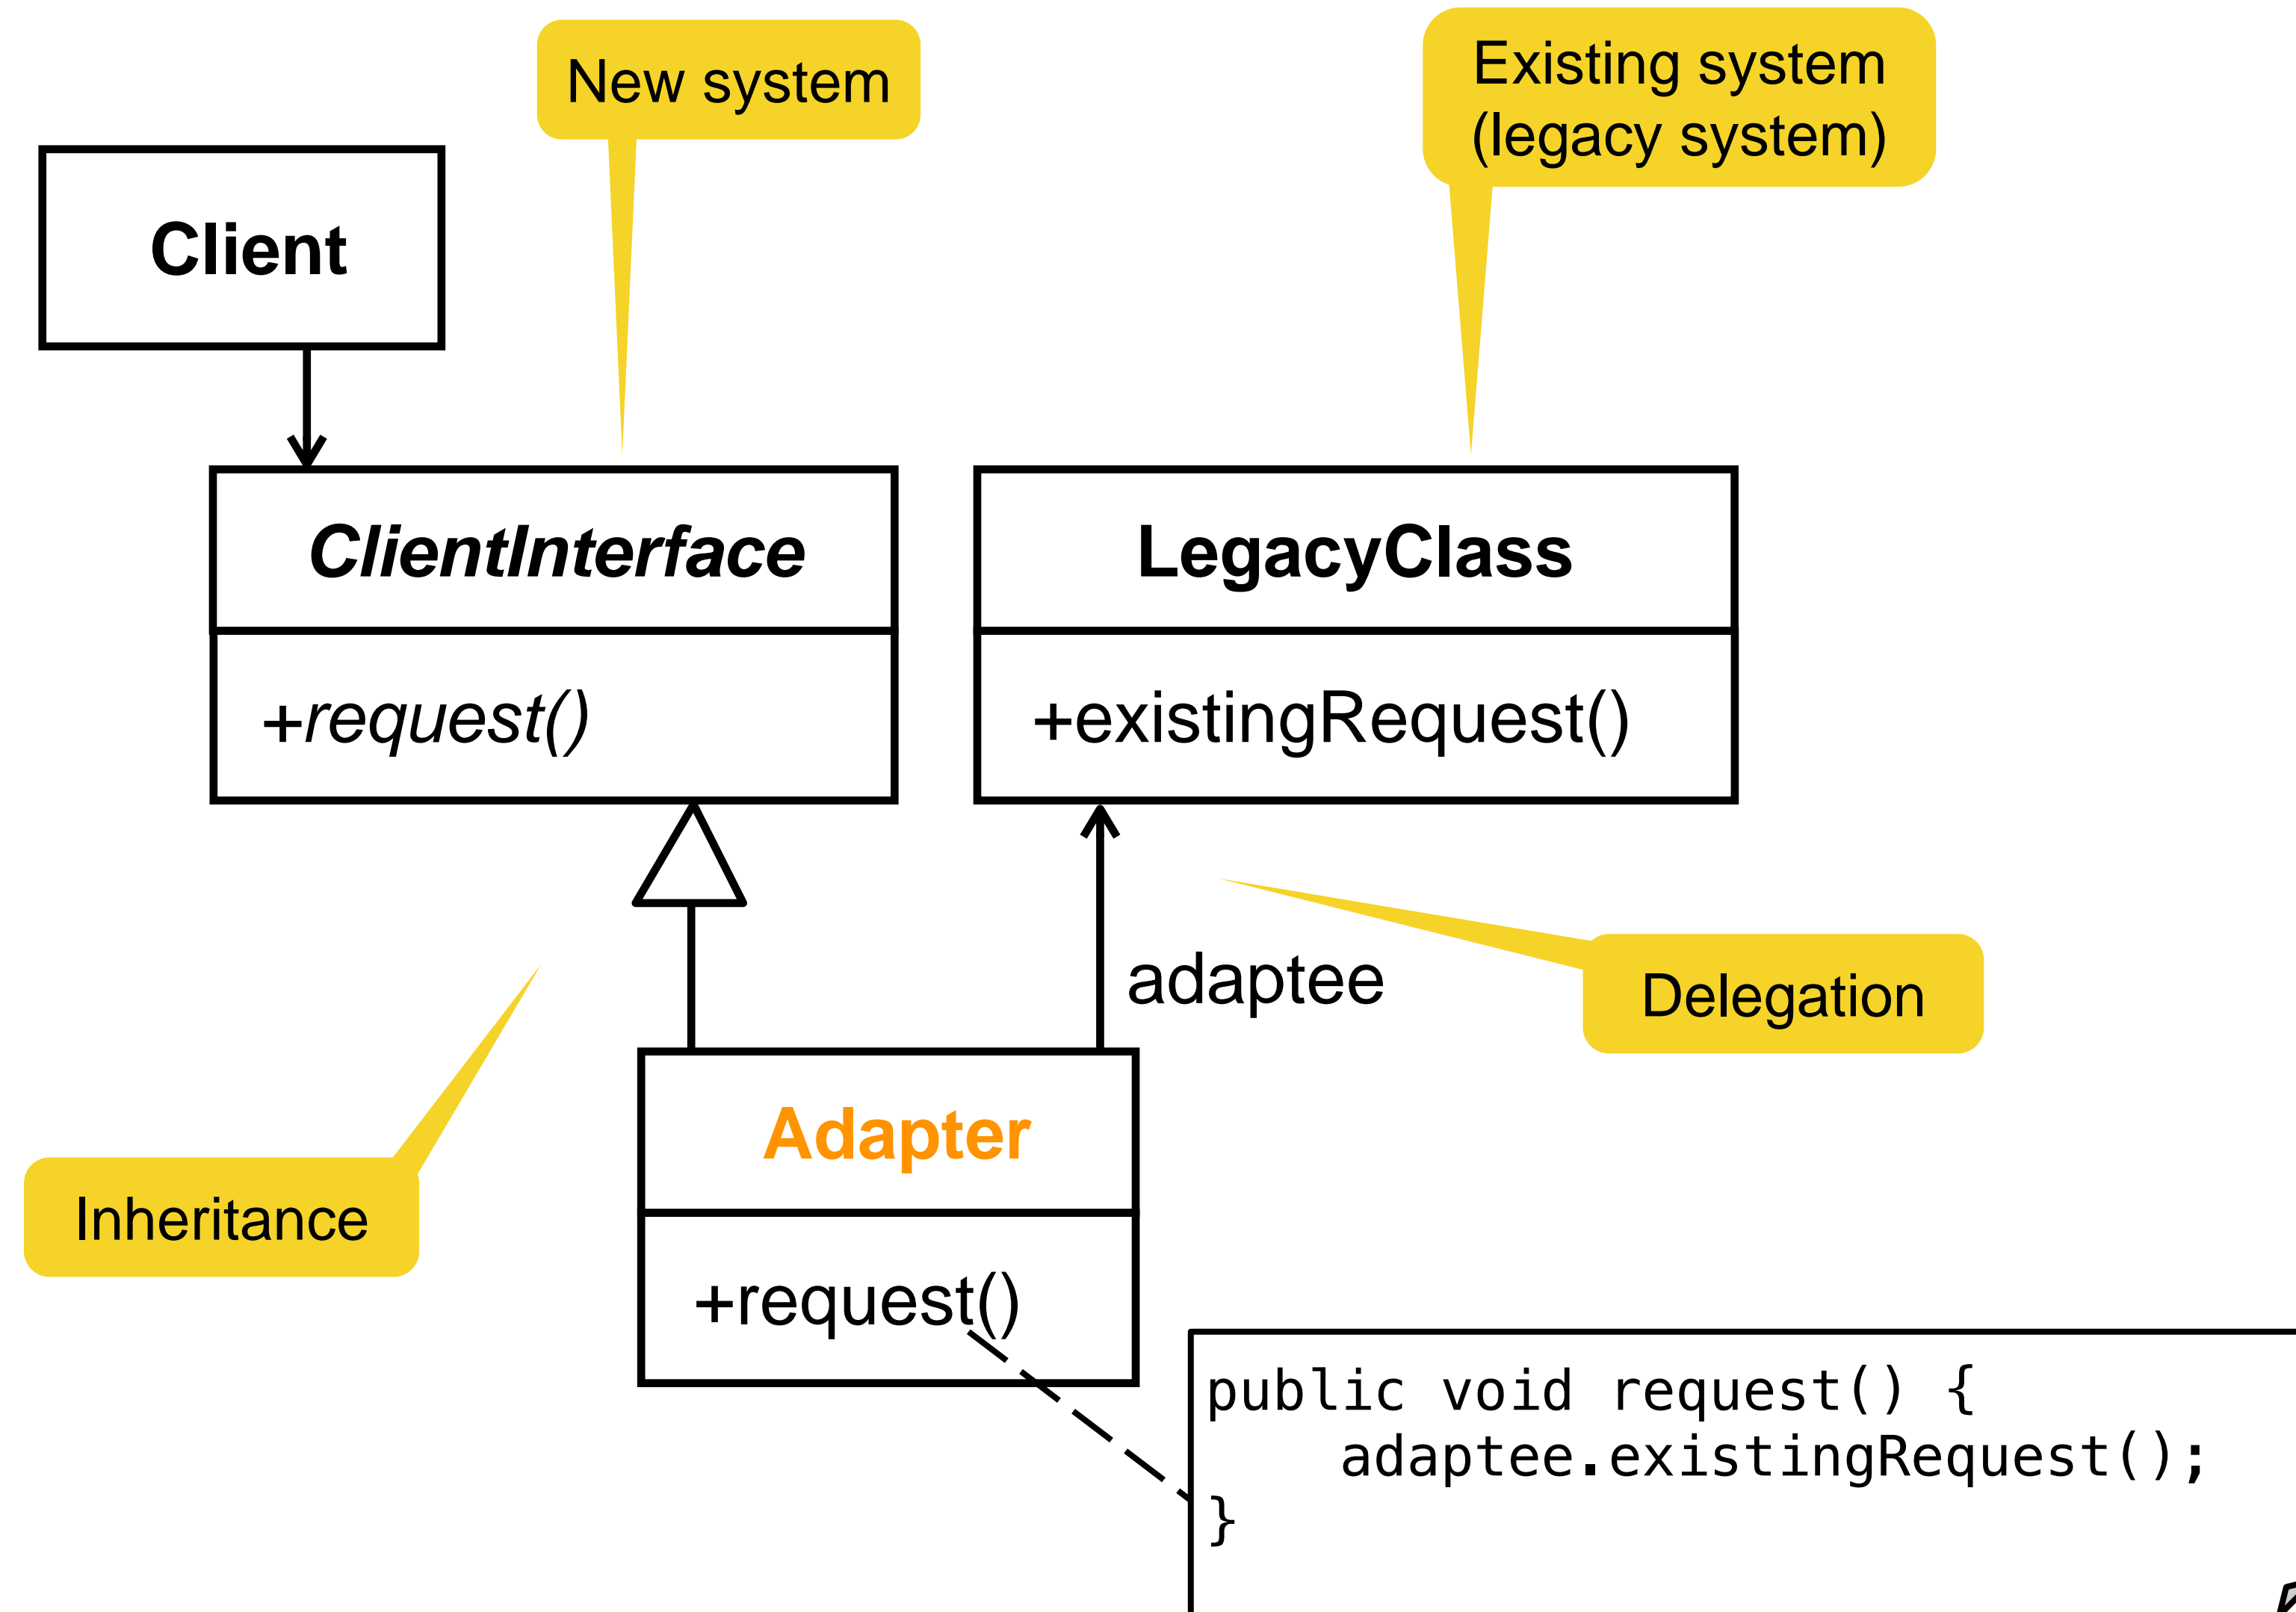 New system
Existing system
(legacy system)
Client
ClientInterface
LegacyClass
+request()
+existingRequest()
adaptee
Delegation
Adapter
Inheritance
+request()
public void request() {
    adaptee.existingRequest();
}